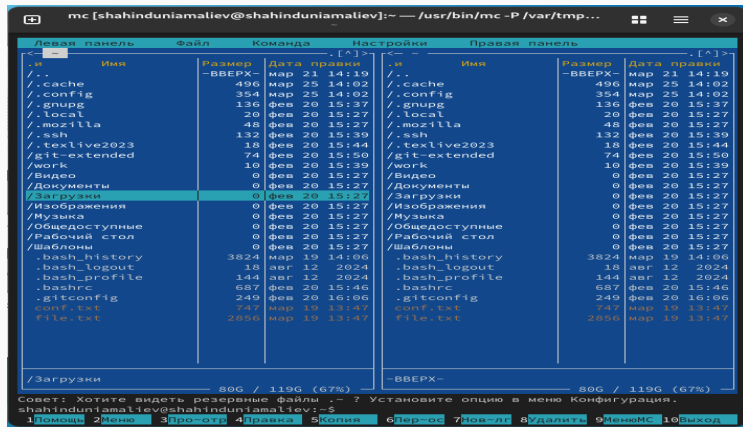 mc [shahinduniamaliev@shahinduniamaliev]:~ — /usr/bin/mc -P /var/tmp...
~
Левая панель Файл Команда Настройки Правая панель
<— ~ .[^]> <— ~ .[^]>
.и Имя Размер Дата правки .и Имя Размер Дата правки
/.. -ВВЕРХ- мар 21 14:19 /.. -ВВЕРХ- мар 21 14:19
/.cache 496 мар 25 14:02 /.cache 496 мар 25 14:02
/.config 354 мар 25 14:02 /.config 354 мар 25 14:02
/.gnupg 136 фев 20 15:37 /.gnupg 136 фев 20 15:37
/.local 20 фев 20 15:27 /.local 20 фев 20 15:27
/.mozilla 48 фев 20 15:27 /.mozilla 48 фев 20 15:27
/.ssh 132 фев 20 15:39 /.ssh 132 фев 20 15:39
/.texlive2023 18 фев 20 15:44 /.texlive2023 18 фев 20 15:44
/git-extended 74 фев 20 15:50 /git-extended 74 фев 20 15:50
/work 10 фев 20 15:39 /work 10 фев 20 15:39
/Видео 0 фев 20 15:27 /Видео 0 фев 20 15:27
/Документы 0 фев 20 15:27 /Документы 0 фев 20 15:27
/Загрузки 0 фев 20 15:27 /Загрузки 0 фев 20 15:27
/Изображения 0 фев 20 15:27 /Изображения 0 фев 20 15:27
/Музыка 0 фев 20 15:27 /Музыка 0 фев 20 15:27
/Общедоступные 0 фев 20 15:27 /Общедоступные 0 фев 20 15:27
/Рабочий стол 0 фев 20 15:27 /Рабочий стол 0 фев 20 15:27
/Шаблоны 0 фев 20 15:27 /Шаблоны 0 фев 20 15:27
.bash_history 3824 мар 19 14:06 .bash_history 3824 мар 19 14:06
.bash_logout 18 авг 12 2024 .bash_logout 18 авг 12 2024
.bash_profile 144 авг 12 2024 .bash_profile 144 авг 12 2024
.bashrc 687 фев 20 15:46 .bashrc 687 фев 20 15:46
.gitconfig 249 фев 20 16:06 .gitconfig 249 фев 20 16:06
conf.txt 747 мар 19 13:47 conf.txt 747 мар 19 13:47
file.txt 2856 мар 19 13:47 file.txt 2856 мар 19 13:47
/Загрузки -ВВЕРХ-
80G / 119G (67%) 80G / 119G (67%)
Совет: Хотите видеть резервные файлы .~ ? Установите опцию в меню Конфигурация.
shahinduniamaliev@shahinduniamaliev:~$
1Помощь 2Меню 3Про~тр 4Правка 5Копия 6Пер~ос 7Нов~лг 8Удалить 9МенюMC 10Выход